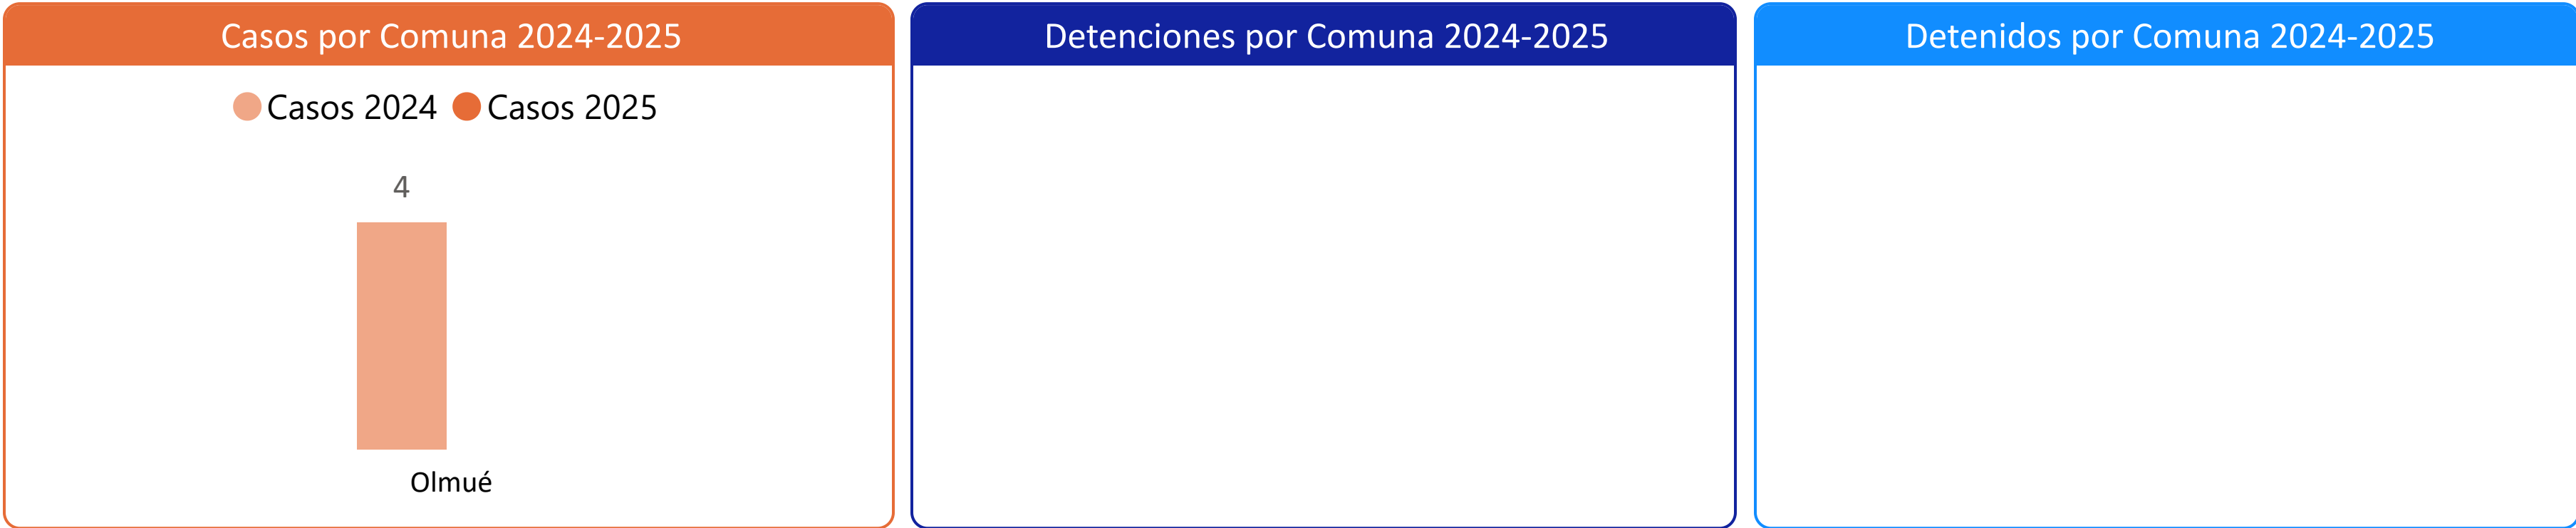 Casos por Comuna 2024-2025
Casos 2024 Casos 2025
4
Olmué
Detenciones por Comuna 2024-2025
Detenidos por Comuna 2024-2025